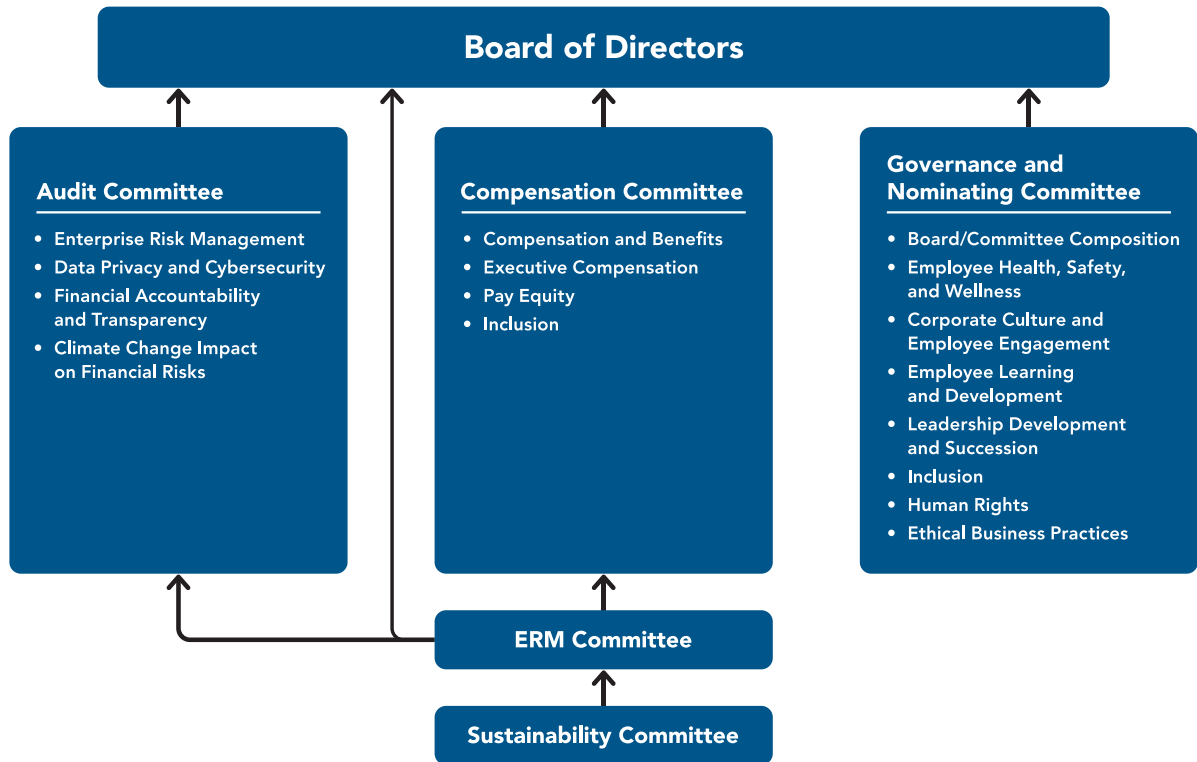 Board of Directors
Audit Committee
• Enterprise Risk Management
• Data Privacy and Cybersecurity
• Financial Accountability
and Transparency
• Climate Change Impact
on Financial Risks
Compensation Committee
• Compensation and Benefits
• Executive Compensation
• Pay Equity
• Inclusion
Governance and
Nominating Committee
• Board/Committee Composition
• Employee Health, Safety,
and Wellness
• Corporate Culture and
Employee Engagement
• Employee Learning
and Development
• Leadership Development
and Succession
• Inclusion
• Human Rights
• Ethical Business Practices
ERM Committee
Sustainability Committee